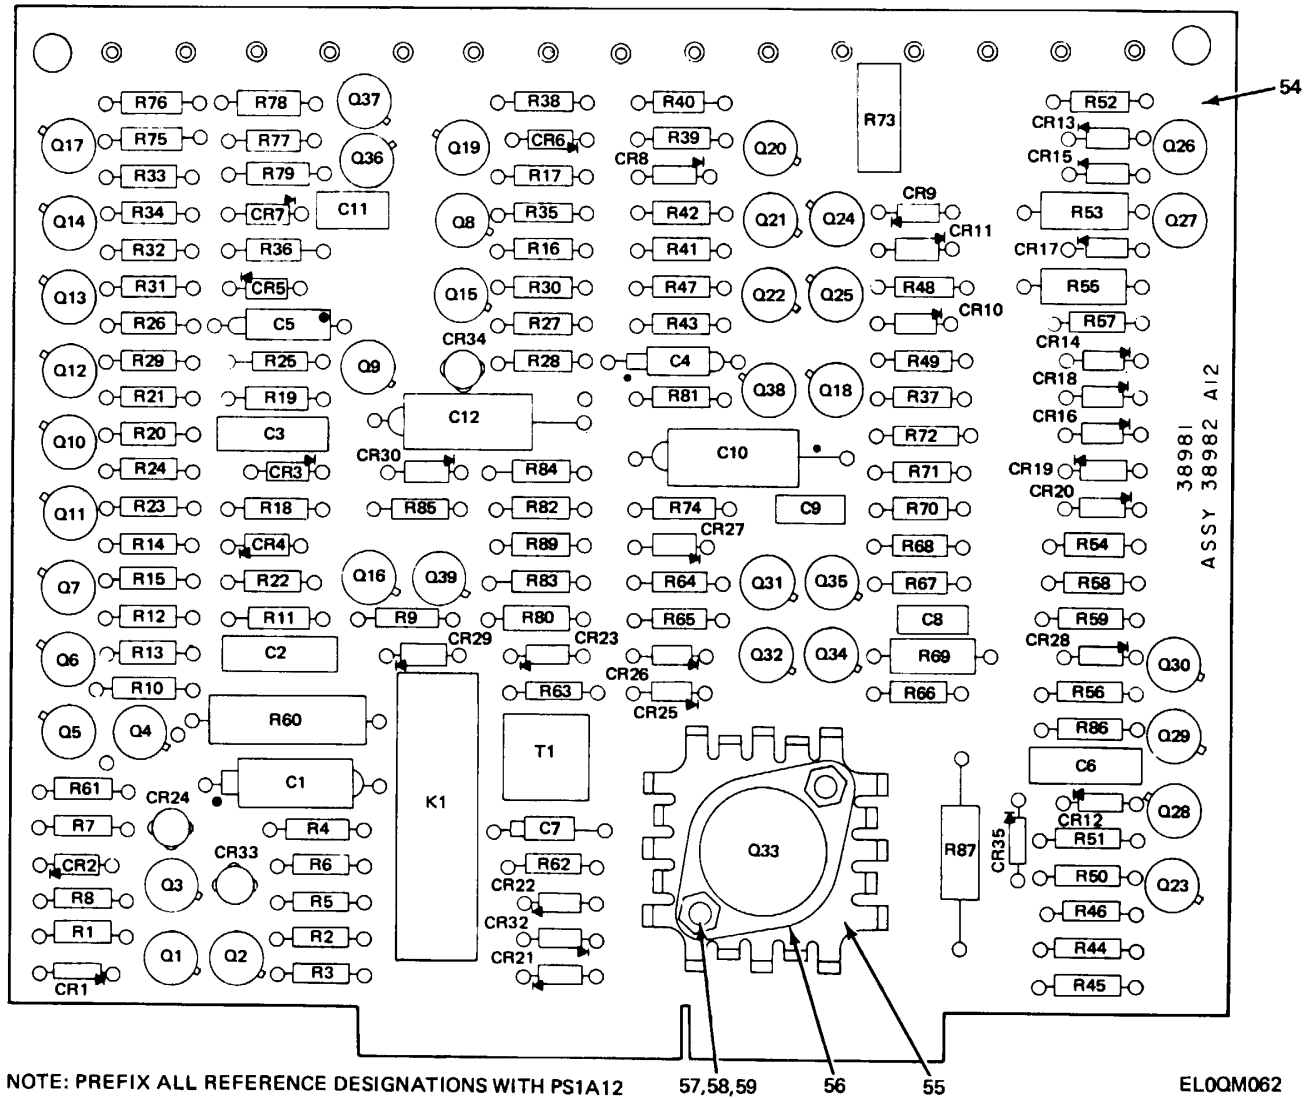 R76 R78 Q37 R38 R40 R73 R52 54
Q17 R75 R77 Q36 Q19 CR6 R39 Q20 CR13 Q26
R33 R79 R17 CR8 CR15
Q14 R34 CR7 C11 Q8 R35 R42 Q21 Q24 CR9 R53 Q27
R32 R36 R16 R41 CR11 CR17
Q13 R31 CR5 Q15 R30 R47 Q22 Q25 R48 R55
R26 C5 R27 R43 CR10 R57
Q12 R29 R25 Q9 CR34 R28 C4 R49 CR14
R21 R19 R81 Q38 Q18 R37 CR18
Q10 R20 C3 C12 C10 R72 CR16
R24 CR3 CR30 R84 R71 CR19
Q11 R23 R18 R85 R82 R74 C9 R70 CR20
R14 CR4 R89 CR27 R68 R54
Q7 R15 R22 Q16 Q39 R83 R64 Q31 Q35 R67 R58
R12 R11 R9 R80 R65 C8 R59
Q6 R13 C2 CR29 CR23 CR26 Q32 Q34 R69 CR28 Q30
R10 R63 CR25 R66 R56
Q5 Q4 R60 T1 R86 Q29
R61 C1 K1 C6
R7 CR24 R4 C7 CR12 Q28
CR2 CR33 R6 R62 Q33 R87 CR35 R51
R8 Q3 R5 CR22 R50 Q23
R1 Q1 Q2 R2 CR32 R46
CR1 R3 CR21 R44
R45
38981
ASSY 38982 A12
NOTE: PREFIX ALL REFERENCE DESIGNATIONS WITH PS1A12 57,58,59 56 55 EL0QM062